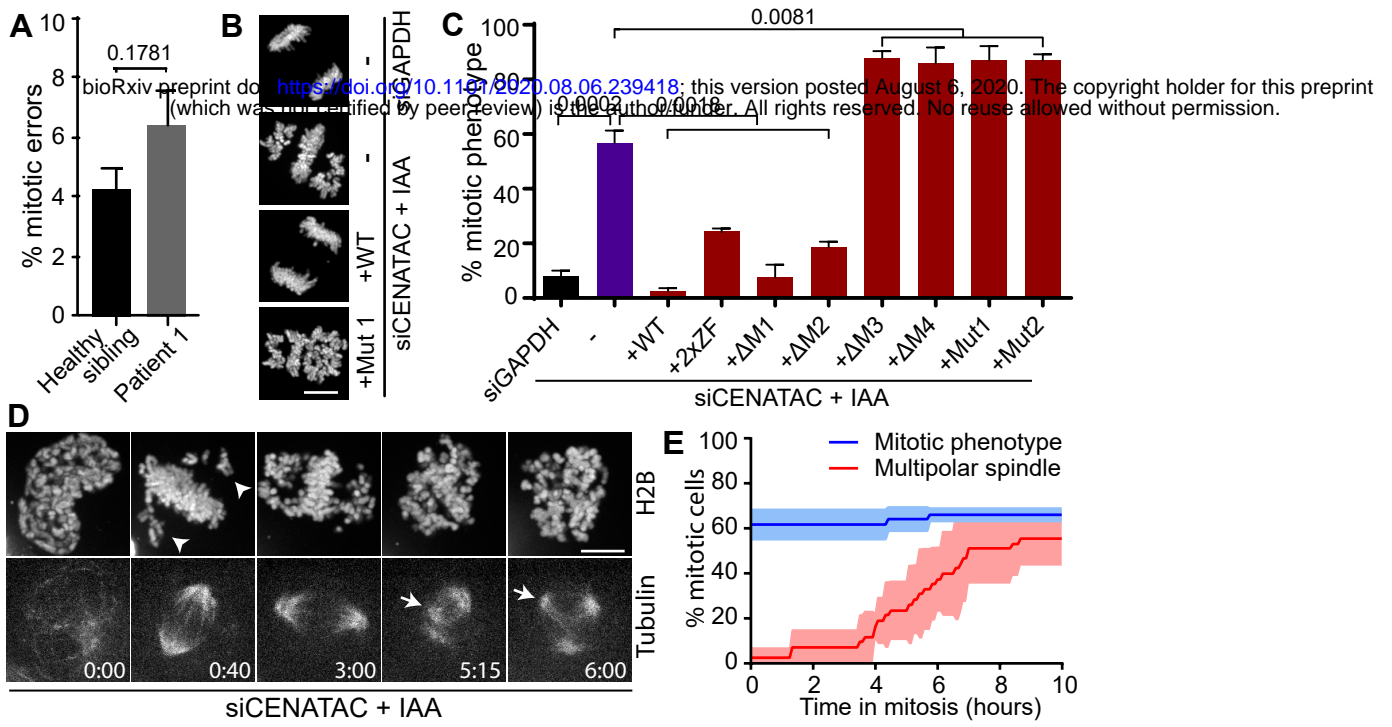 A
% mitotic errors
10
8
6
4
2
0
0.1781
Healthy
sibling
Patient 1
B
-
siGAPDH
-
+WT
+Mut 1
siCENATAC + IAA
C
% mitotic phenotype
100
80
60
40
20
0
0.0002
0.0018
0.0081
siGAPDH
-
+WT
+2xZF
+ΔM1
+ΔM2
+ΔM3
+ΔM4
+Mut1
+Mut2
siCENATAC + IAA
bioRxiv preprint doi: https://doi.org/10.1101/2020.08.06.239418; this version posted August 6, 2020. The copyright holder for this preprint
(which was not certified by peer review) is the author/funder. All rights reserved. No reuse allowed without permission.
D
H2B
Tubulin
0:00
0:40
3:00
5:15
6:00
siCENATAC + IAA
E
% mitotic cells
100
80
60
40
20
0
Mitotic phenotype
Multipolar spindle
0
2
4
6
8
10
Time in mitosis (hours)